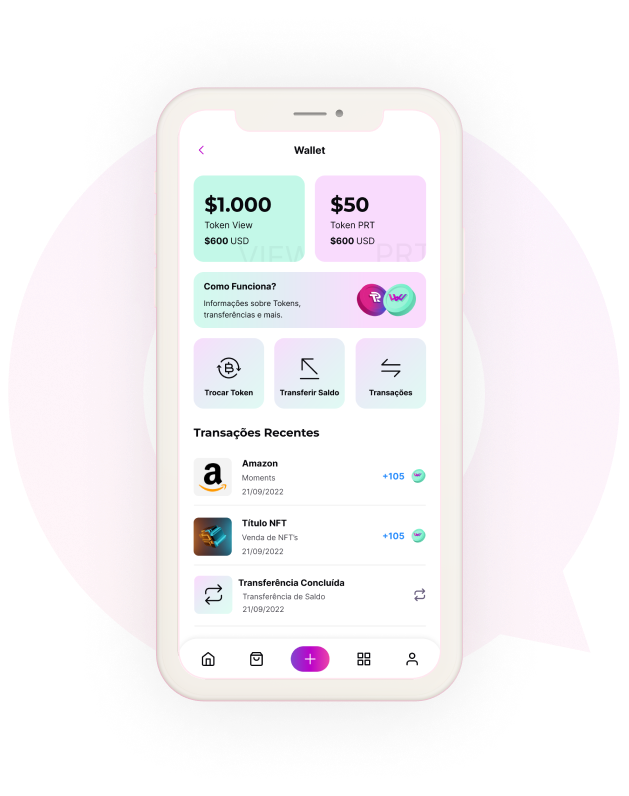 Wallet
$1.000
Token View
$600 USD
VIEW
$50
Token PRT
$600 USD
PRT
Como Funciona?
Informações sobre Tokens,
transferências e mais.
Trocar Token
Transferir Saldo
Transações
Transações Recentes
Amazon
Moments
21/09/2022
+105
Título NFT
Venda de NFT's
21/09/2022
+105
Transferência Concluída
Transferência de Saldo
21/09/2022